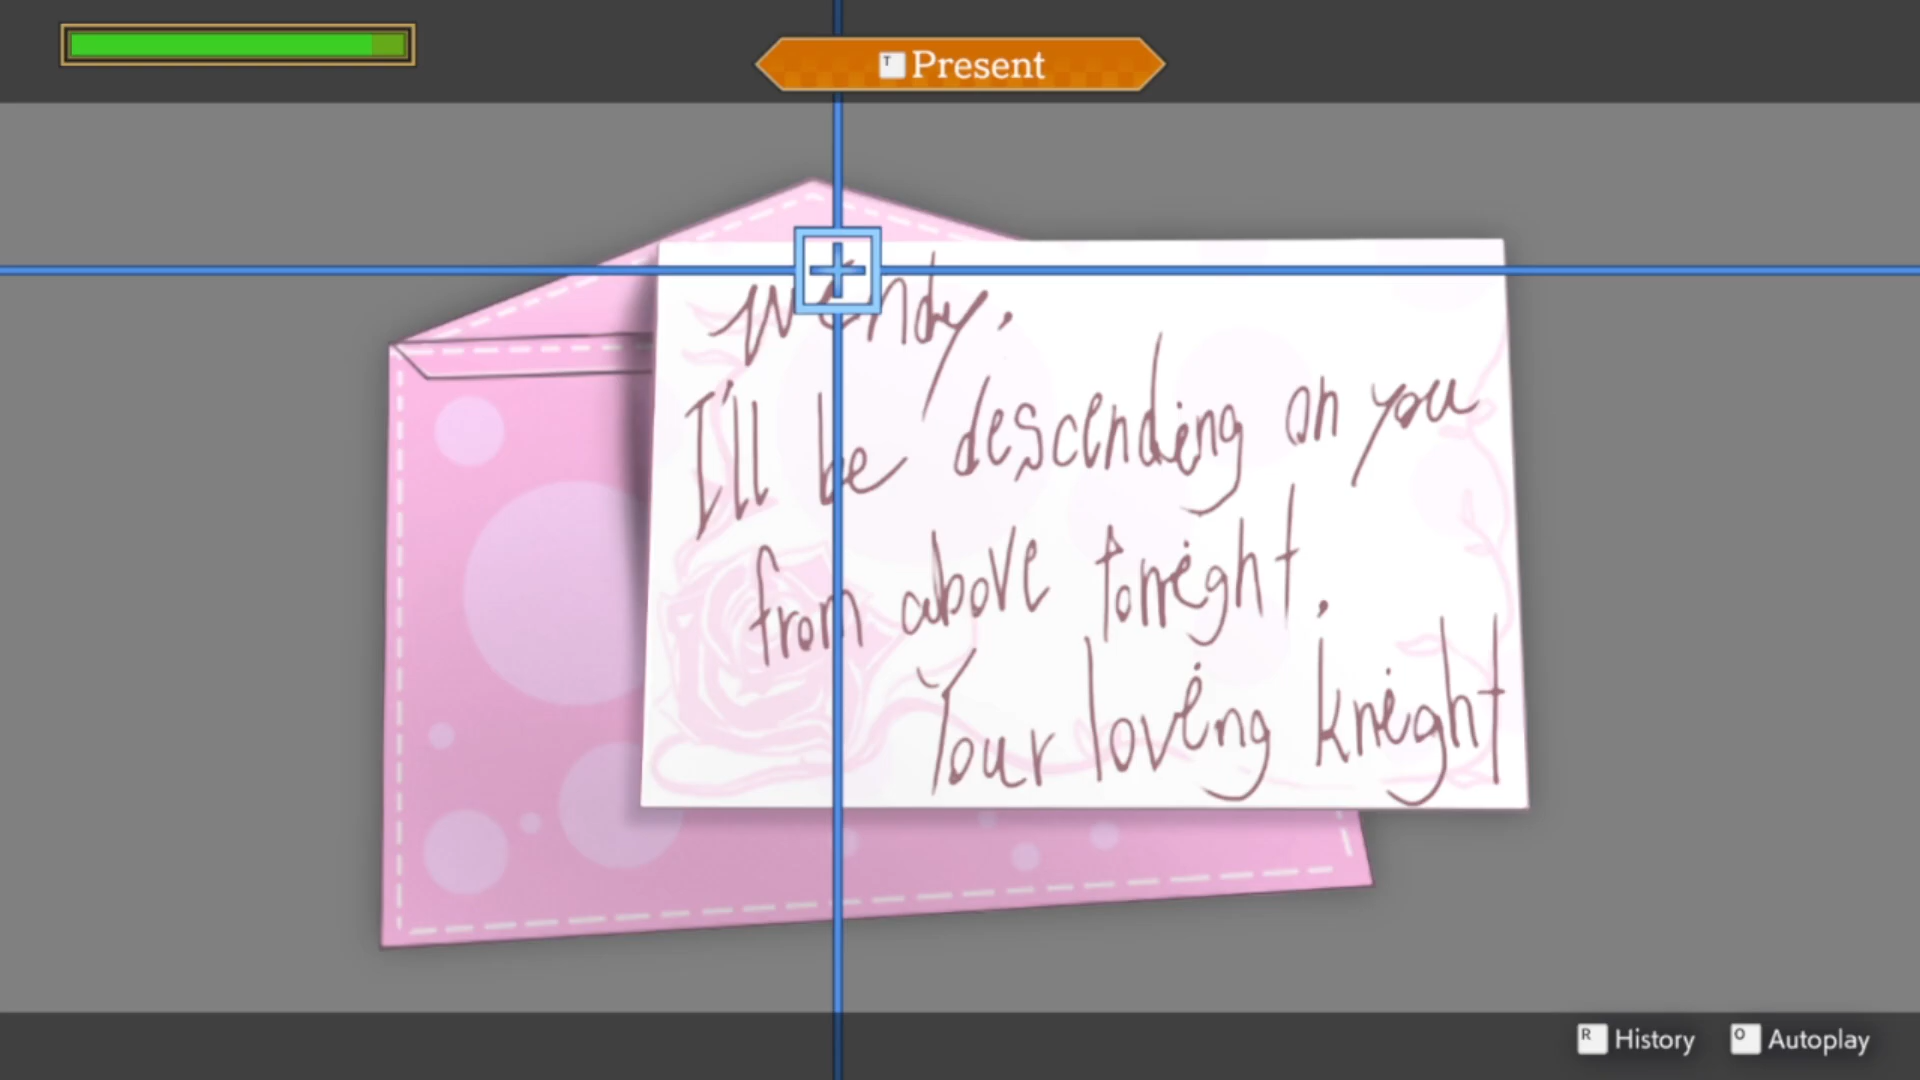 T Present
Wendy,
I'll be descending on you
from above tonight.
Your loving knight
R History O Autoplay